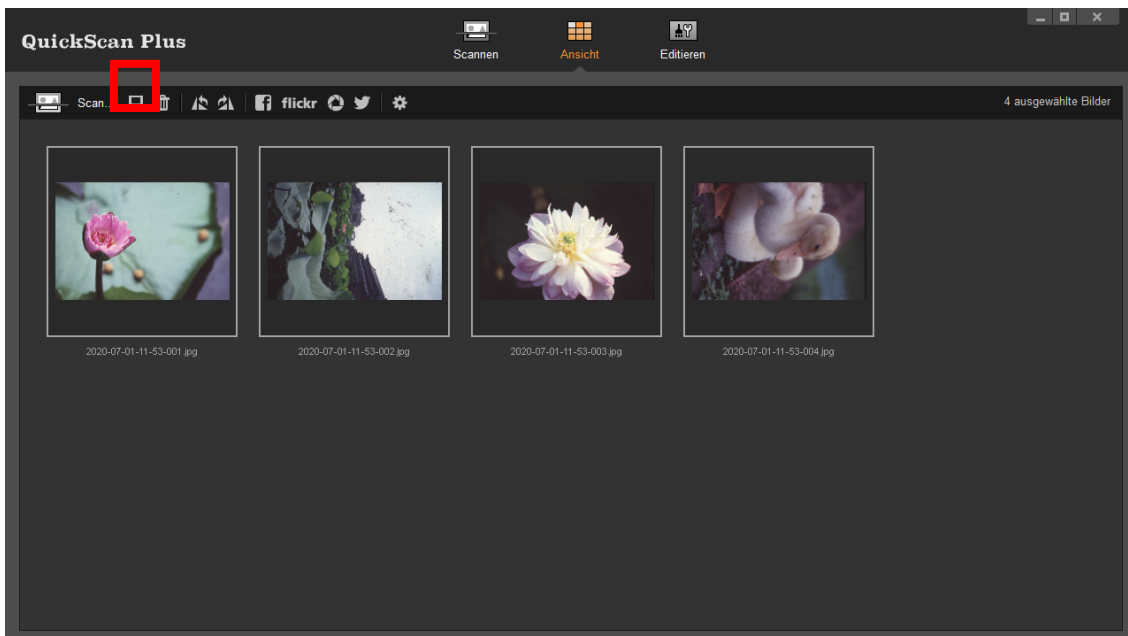 QuickScan Plus
Scannen
Ansicht
Editieren
Scan..
flickr
4 ausgewählte Bilder
2020-07-01-11-53-001.jpg
2020-07-01-11-53-002.jpg
2020-07-01-11-53-003.jpg
2020-07-01-11-53-004.jpg